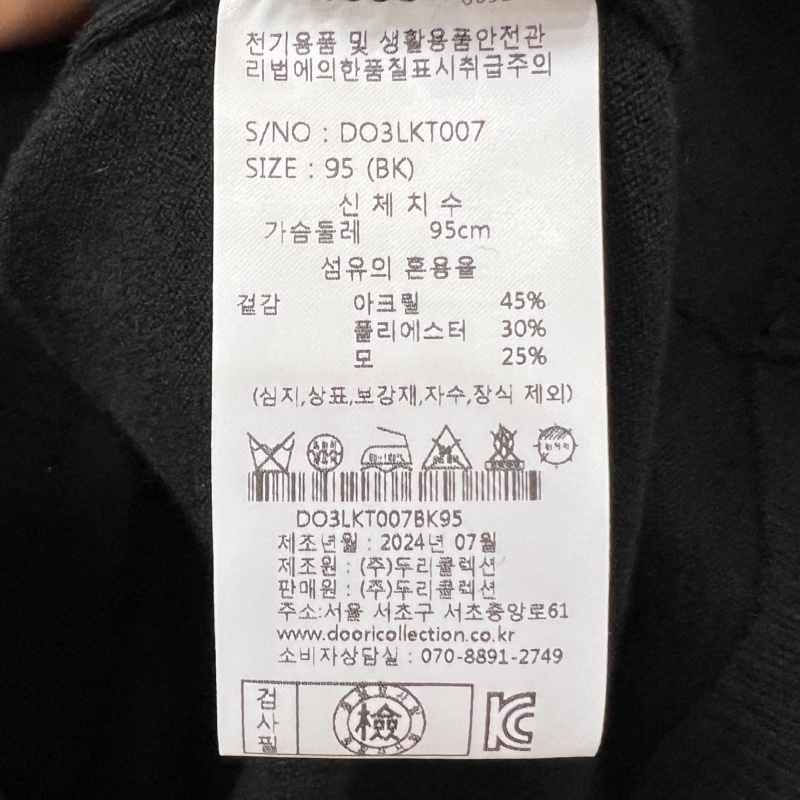 천기용품 및 생활용품안전관
리법에의한품질표시취급주의
S/NO : DO3LKT007
SIZE : 95 (BK)
신 체 치 수
가슴둘레 95cm
섬유의 혼용율
겉감 아크릴 45%
폴리에스터 30%
모 25%
(심지,상표,보강재,자수,장식 제외)
DO3LKT007BK95
제조년월 : 2024년 07월
제조원 : (주)두리콜렉션
판매원 : (주)두리콜렉션
주소:서울 서초구 서초중앙로61
www.dooricollection.co.kr
소비자상담실 : 070-8891-2749
검사필
檢
KC